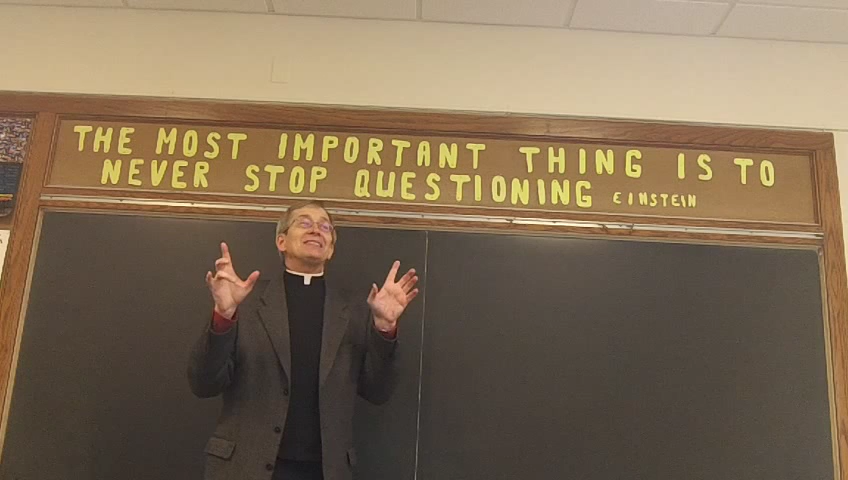 THE MOST IMPORTANT THING IS TO
NEVER STOP QUESTIONING EINSTEIN